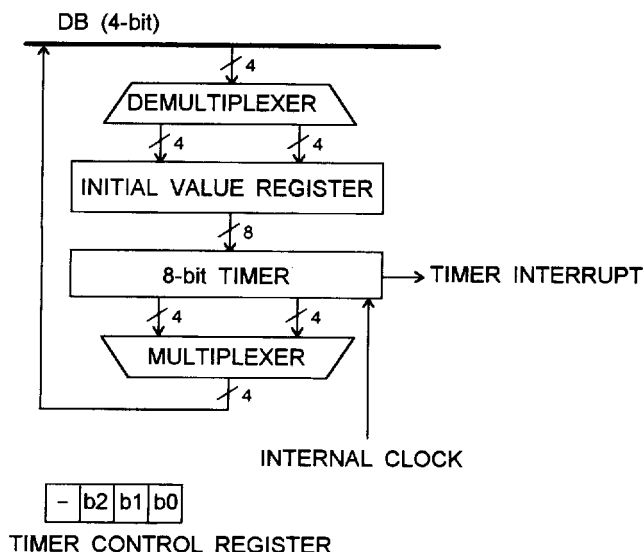 DB (4-bit)
4
DEMULTIPLEXER
4 4
INITIAL VALUE REGISTER
8
8-bit TIMER
TIMER INTERRUPT
4 4
MULTIPLEXER
4
INTERNAL CLOCK
– b2 b1 b0
TIMER CONTROL REGISTER